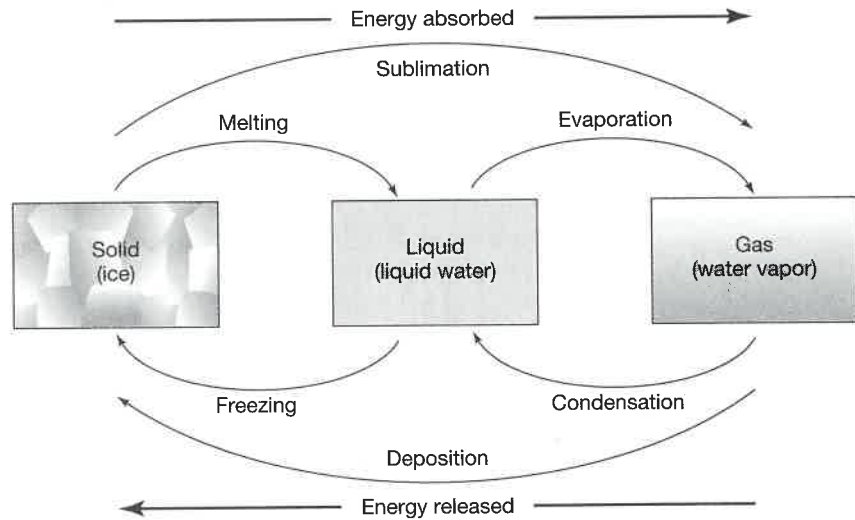 Energy absorbed
Sublimation
Melting
Evaporation
Solid
(ice)
Liquid
(liquid water)
Gas
(water vapor)
Freezing
Condensation
Deposition
Energy released